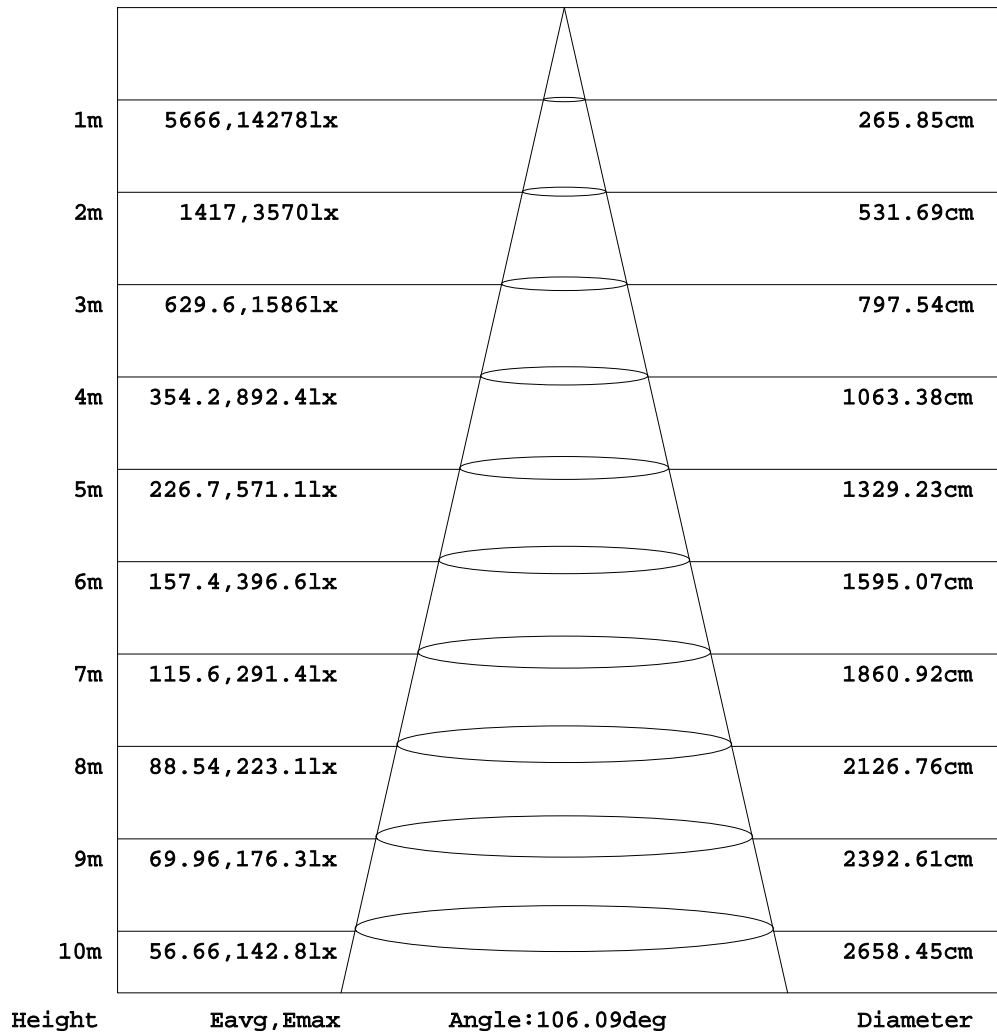 1m 5666,14278lx 265.85cm
2m 1417,3570lx 531.69cm
3m 629.6,1586lx 797.54cm
4m 354.2,892.4lx 1063.38cm
5m 226.7,571.1lx 1329.23cm
6m 157.4,396.6lx 1595.07cm
7m 115.6,291.4lx 1860.92cm
8m 88.54,223.1lx 2126.76cm
9m 69.96,176.3lx 2392.61cm
10m 56.66,142.8lx 2658.45cm
Height Eavg,Emax Angle:106.09deg Diameter